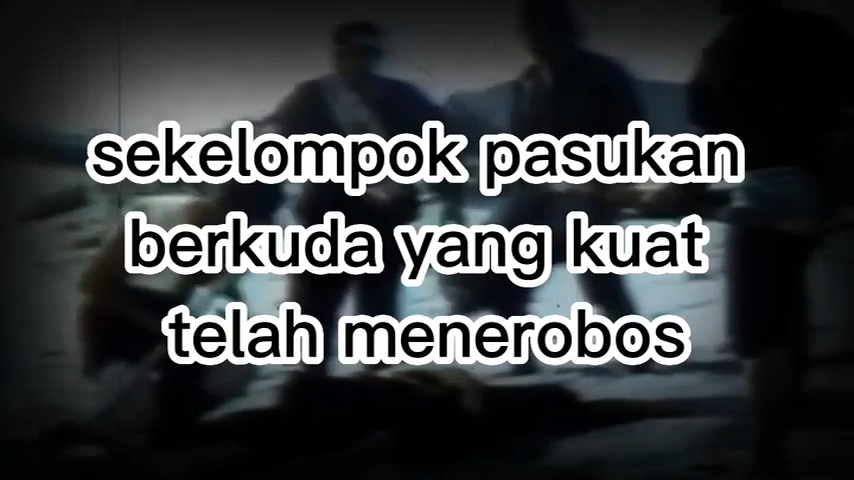 sekelompok pasukan
berkuda yang kuat
telah menerobos